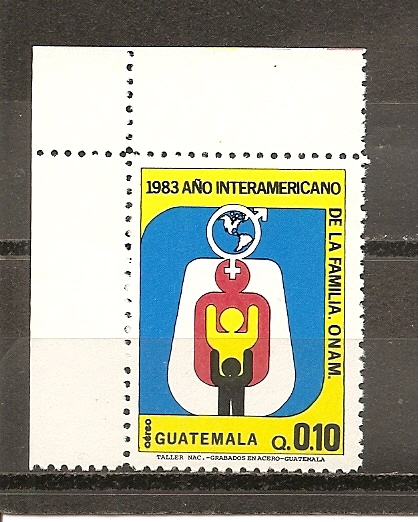 1983 AÑO INTERAMERICANO
DE LA FAMILIA. ONAM.
aéreo
GUATEMALA Q.0.10
TALLER NAC.-GRABADOS EN ACERO-GUATEMALA